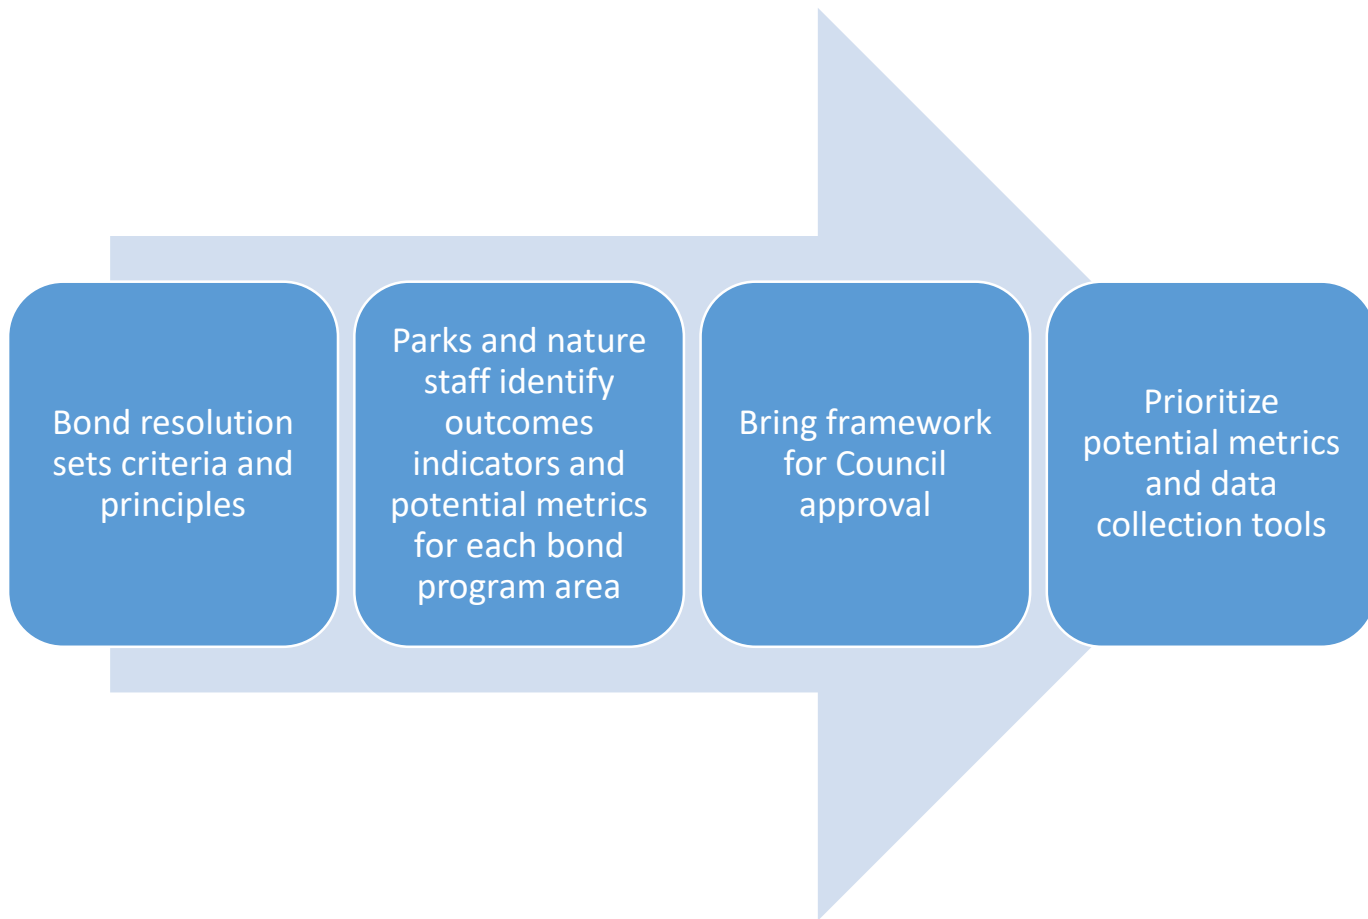 Bond resolution
sets criteria and
principles
Parks and nature
staff identify
outcomes
indicators and
potential metrics
for each bond
program area
Bring framework
for Council
approval
Prioritize
potential metrics
and data
collection tools